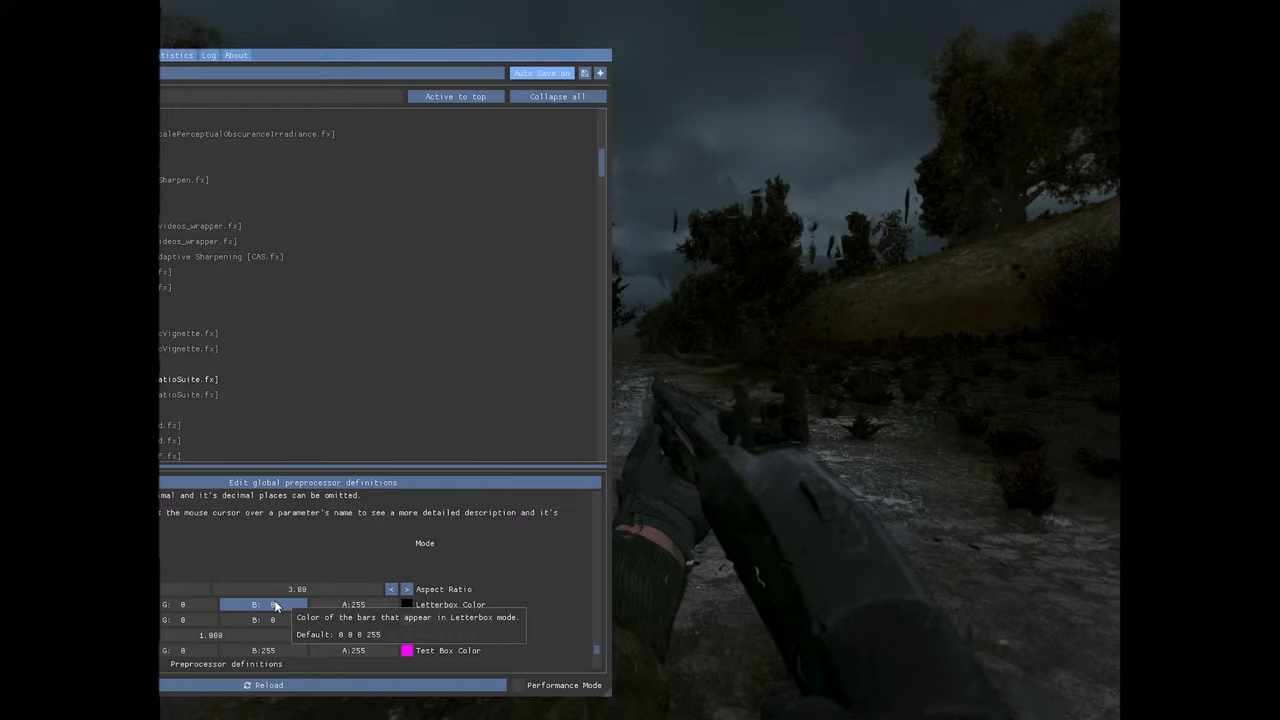 tistics Log About
Auto Save on
Active to top Collapse all
calePerceptualObscuranceIrradiance.fx]
Sharpen.fx]
videos_wrapper.fx]
videos_wrapper.fx]
daptive Sharpening [CAS.fx]
fx]
fx]
cVignette.fx]
cVignette.fx]
atioSuite.fx]
atioSuite.fx]
d.fx]
d.fx]
F.fx]
Edit global preprocessor definitions
mal and it's decimal places can be omitted.
s the mouse cursor over a parameter's name to see a more detailed description and it's
Mode
3.00 < > Aspect Ratio
G: 0 B: 0 A:255 Letterbox Color
G: 0 B: 0
Color of the bars that appear in Letterbox mode.
Default: 0 0 0 255
1.000
G: 0 B:255 A:255 Test Box Color
Preprocessor definitions
Reload Performance Mode